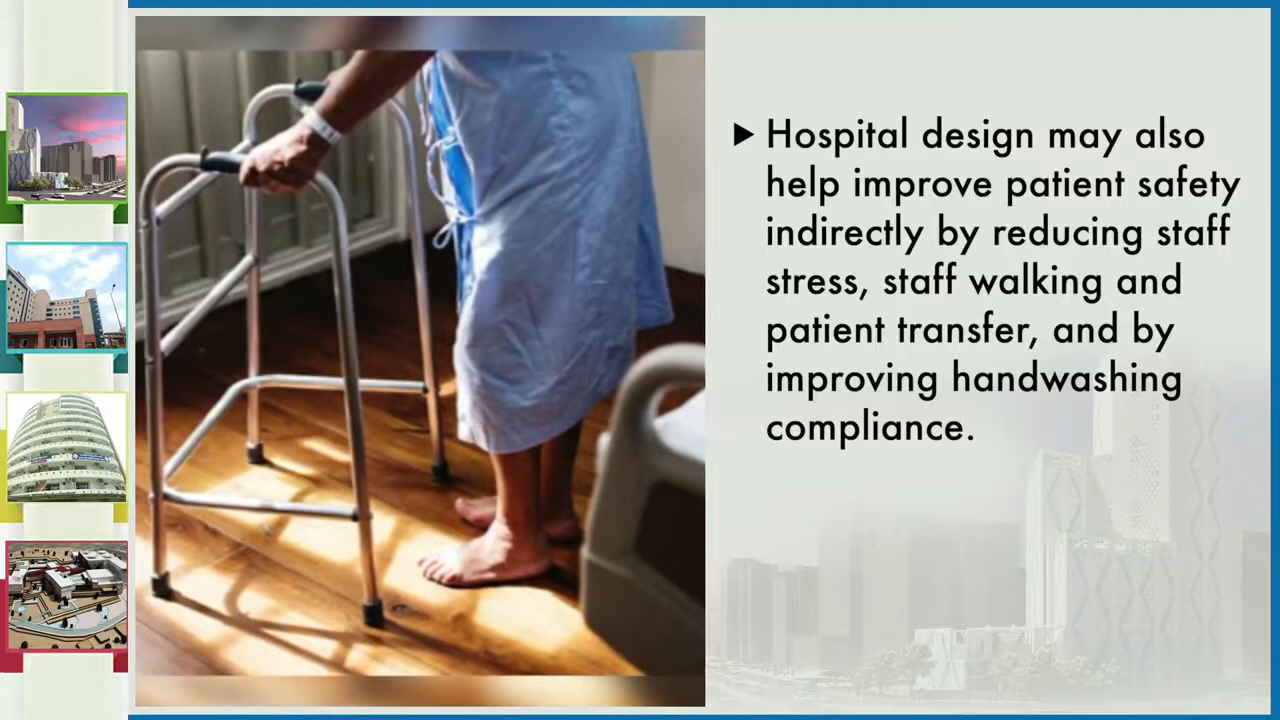 Hospital design may also
help improve patient safety
indirectly by reducing staff
stress, staff walking and
patient transfer, and by
improving handwashing
compliance.